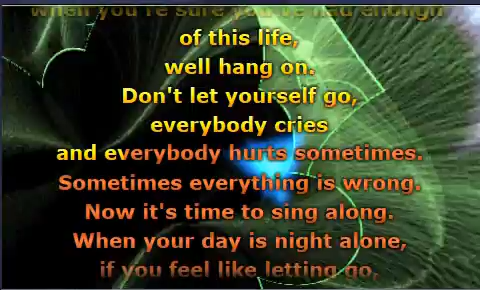 when you're sure you've had enough
of this life,
well hang on.
Don't let yourself go,
everybody cries
and everybody hurts sometimes.
Sometimes everything is wrong.
Now it's time to sing along.
When your day is night alone,
if you feel like letting go,